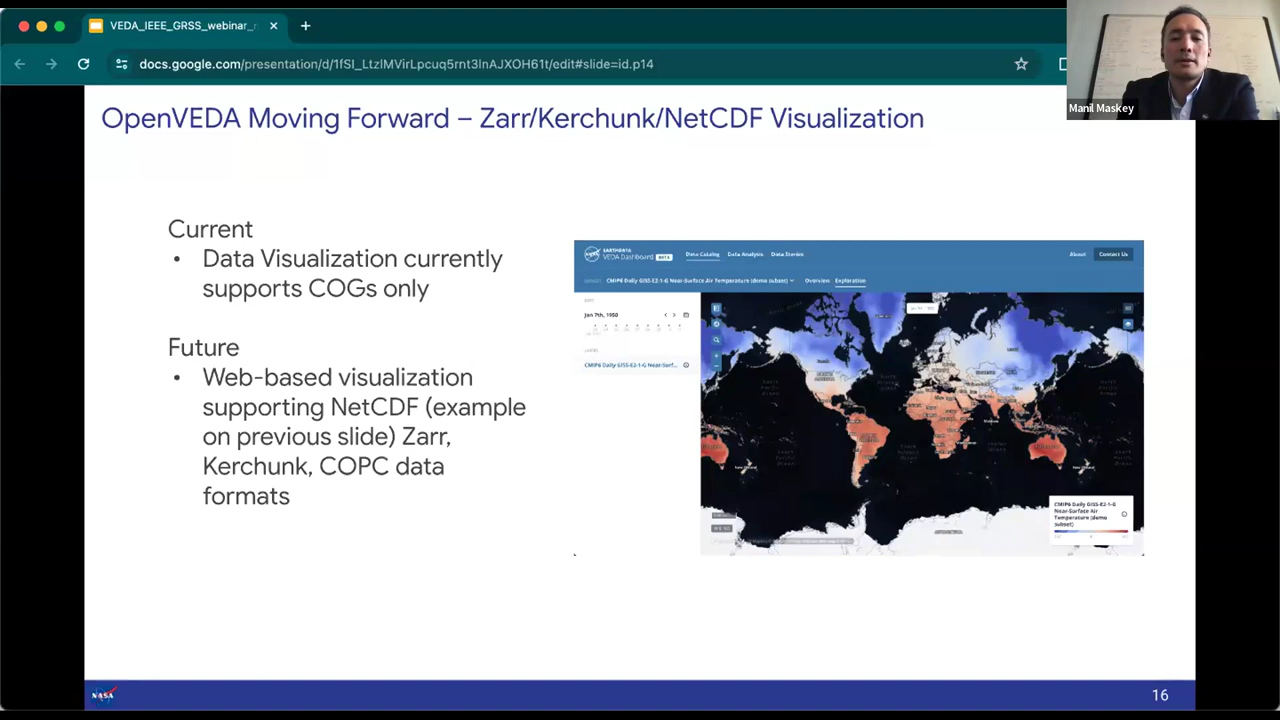 VEDA_IEEE_GRSS_webinar_
docs.google.com/presentation/d/1fSI_LtzlMVirLpcuq5rnt3lnAJXOH61t/edit#slide=id.p14
Manil Maskey
OpenVEDA Moving Forward – Zarr/Kerchunk/NetCDF Visualization
Current
• Data Visualization currently
supports COGs only
Future
• Web-based visualization
supporting NetCDF (example
on previous slide) Zarr,
Kerchunk, COPC data
formats
EARTHDATA
VEDA Dashboard BETA
Data Catalog Data Analysis Data Stories
About Contact Us
CMIP6 Daily GISS-E2-1-G Near-Surface Air Temperature (demo subset)
Overview Exploration
Jan 7th, 1950
CMIP6 Daily GISS-E2-1-G Near-Surf...
CMIP6 Daily GISS-E2-1-G
Near-Surface Air
Temperature (demo
subset)
NASA
16